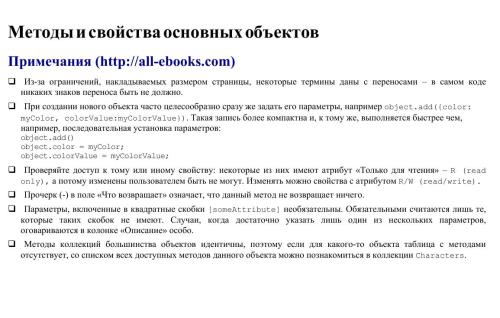 Методы и свойства основных объектов
Примечания (http://all-ebooks.com)
❑ Из-за ограничений, накладываемых размером страницы, некоторые термины даны с переносами – в самом коде
никаких знаков переноса быть не должно.
❑ При создании нового объекта часто целесообразно сразу же задать его параметры, например object.add({color:
myColor, colorValue:myColorValue}). Такая запись более компактна и, к тому же, выполняется быстрее чем,
например, последовательная установка параметров:
object.add()
object.color = myColor;
object.colorValue = myColorValue;
❑ Проверяйте доступ к тому или иному свойству: некоторые из них имеют атрибут «Только для чтения» – R (read
only), а потому изменены пользователем быть не могут. Изменять можно свойства с атрибутом R/W (read/write).
❑ Прочерк (-) в поле «Что возвращает» означает, что данный метод не возвращает ничего.
❑ Параметры, включенные в квадратные скобки [someAttribute] необязательны. Обязательными считаются лишь те,
которые таких скобок не имеют. Случаи, когда достаточно указать лишь один из нескольких параметров,
оговариваются в колонке «Описание» особо.
❑ Методы коллекций большинства объектов идентичны, поэтому если для какого-то объекта таблица с методами
отсутствует, со списком всех доступных методов данного объекта можно познакомиться в коллекции Characters.